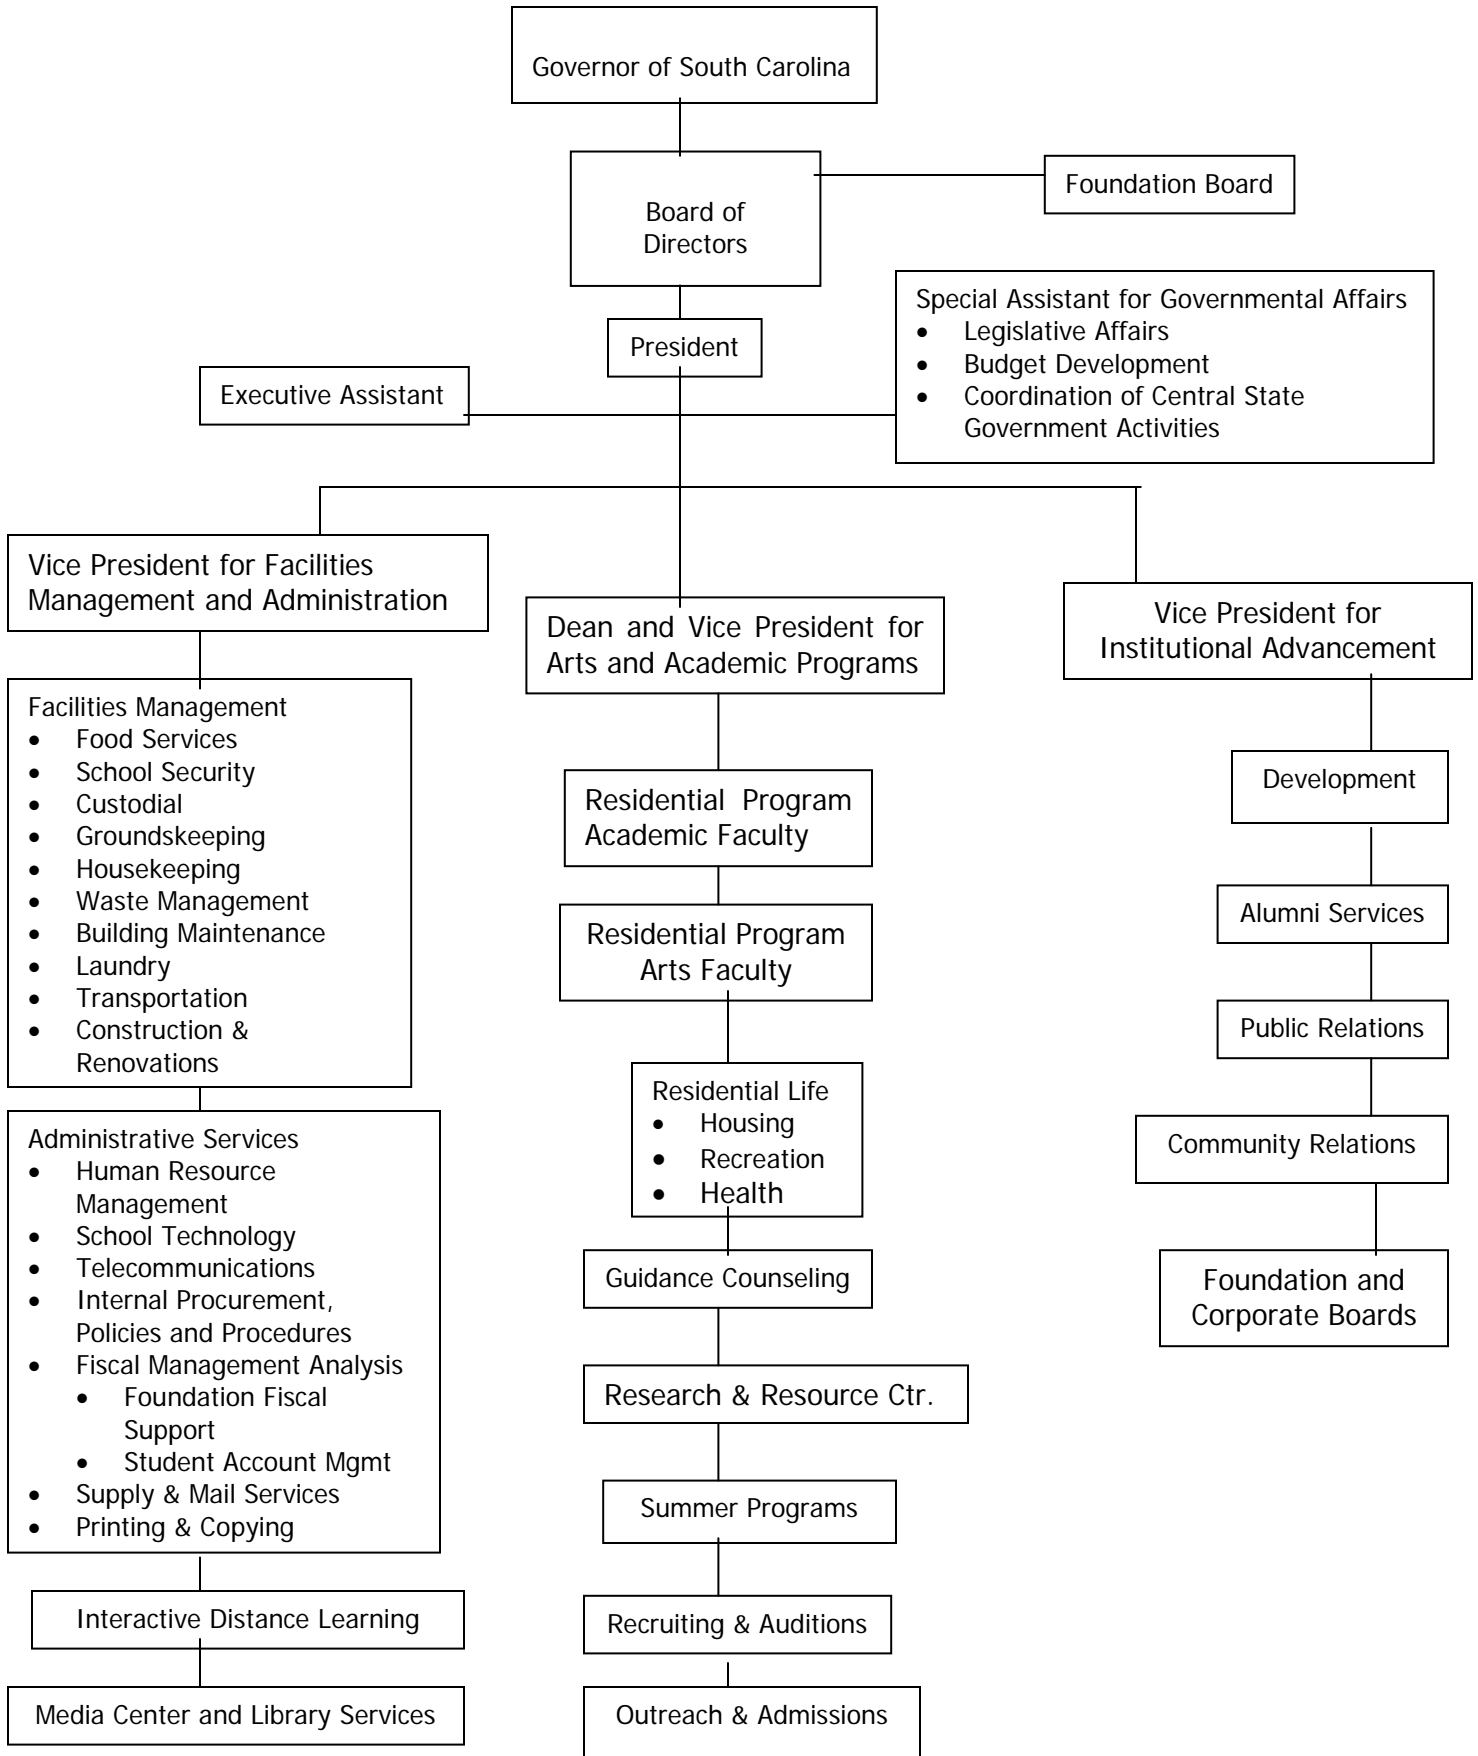 Governor of South Carolina
Board of
Directors
Foundation Board
President
Executive Assistant
Special Assistant for Governmental Affairs
• Legislative Affairs
• Budget Development
• Coordination of Central State
Government Activities
Vice President for Facilities
Management and Administration
Facilities Management
• Food Services
• School Security
• Custodial
• Groundskeeping
• Housekeeping
• Waste Management
• Building Maintenance
• Laundry
• Transportation
• Construction &
Renovations
Administrative Services
• Human Resource
Management
• School Technology
• Telecommunications
• Internal Procurement,
Policies and Procedures
• Fiscal Management Analysis
• Foundation Fiscal
Support
• Student Account Mgmt
• Supply & Mail Services
• Printing & Copying
Interactive Distance Learning
Media Center and Library Services
Dean and Vice President for
Arts and Academic Programs
Residential Program
Academic Faculty
Residential Program
Arts Faculty
Residential Life
• Housing
• Recreation
• Health
Guidance Counseling
Research & Resource Ctr.
Summer Programs
Recruiting & Auditions
Outreach & Admissions
Vice President for
Institutional Advancement
Development
Alumni Services
Public Relations
Community Relations
Foundation and
Corporate Boards